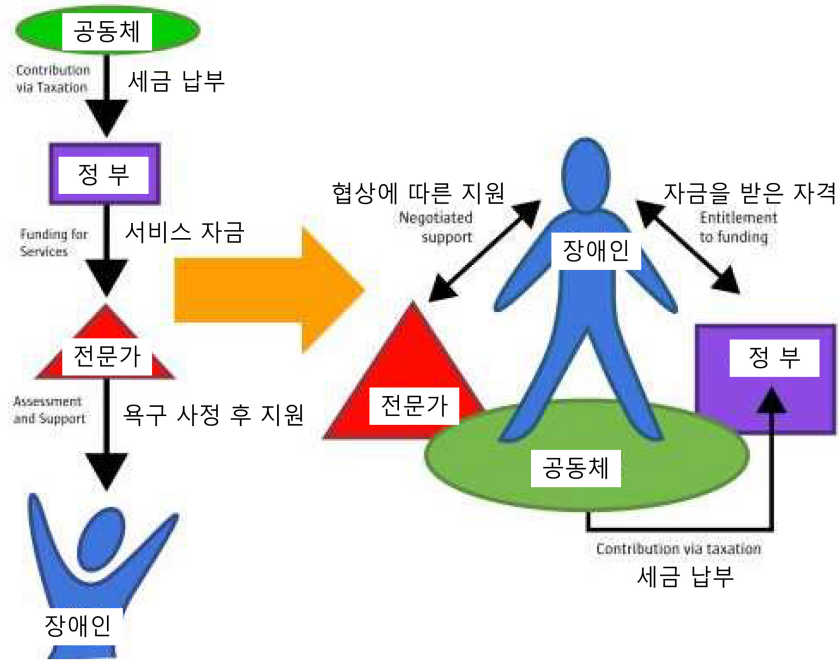 공동체
Contribution
via Taxation
세금 납부
정 부
Funding for
Services
서비스 자금
전문가
Assessment
and Support
욕구 사정 후 지원
장애인
협상에 따른 지원
Negotiated
support
자금을 받은 자격
Entitlement
to funding
장애인
전문가
정 부
공동체
Contribution via taxation
세금 납부